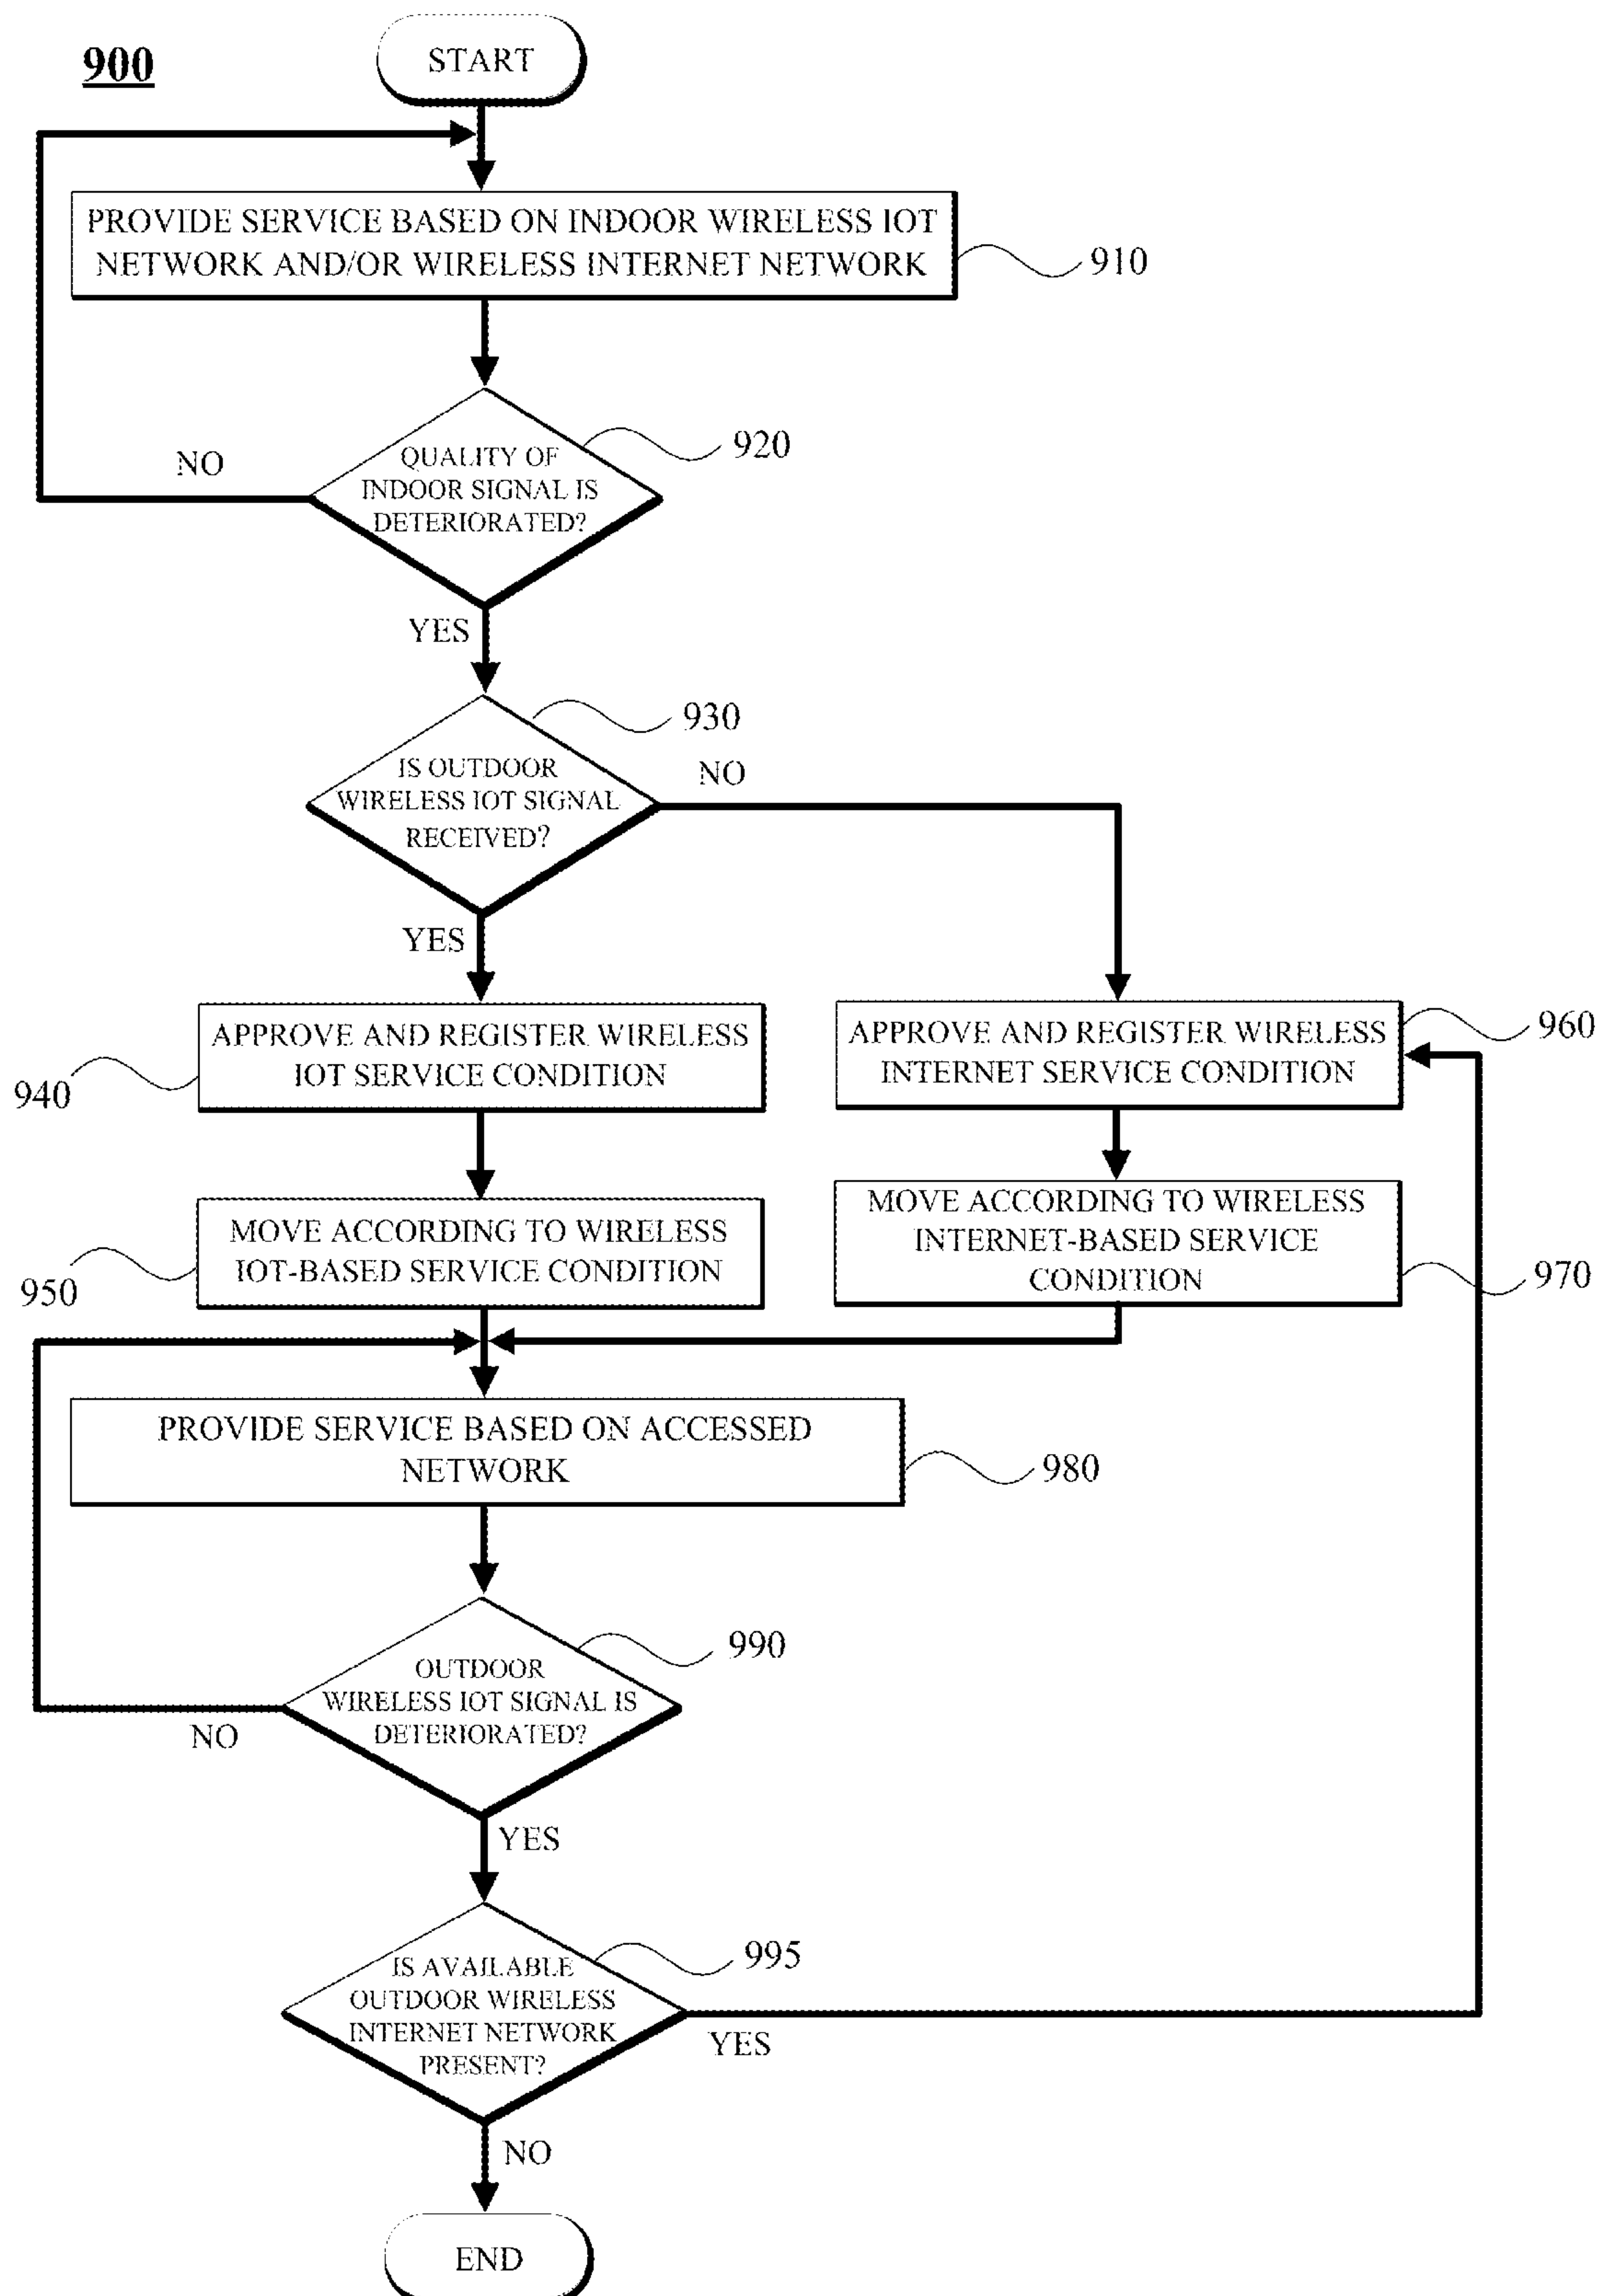 900
START
PROVIDE SERVICE BASED ON INDOOR WIRELESS IOT
NETWORK AND/OR WIRELESS INTERNET NETWORK
910
920
QUALITY OF
INDOOR SIGNAL IS
DETERIORATED?
NO
YES
930
IS OUTDOOR
WIRELESS IOT SIGNAL
RECEIVED?
NO
YES
APPROVE AND REGISTER WIRELESS
IOT SERVICE CONDITION
940
APPROVE AND REGISTER WIRELESS
INTERNET SERVICE CONDITION
960
MOVE ACCORDING TO WIRELESS
IOT-BASED SERVICE CONDITION
950
MOVE ACCORDING TO WIRELESS
INTERNET-BASED SERVICE
CONDITION
970
PROVIDE SERVICE BASED ON ACCESSED
NETWORK
980
990
OUTDOOR
WIRELESS IOT SIGNAL IS
DETERIORATED?
NO
YES
995
IS AVAILABLE
OUTDOOR WIRELESS
INTERNET NETWORK
PRESENT?
YES
NO
END